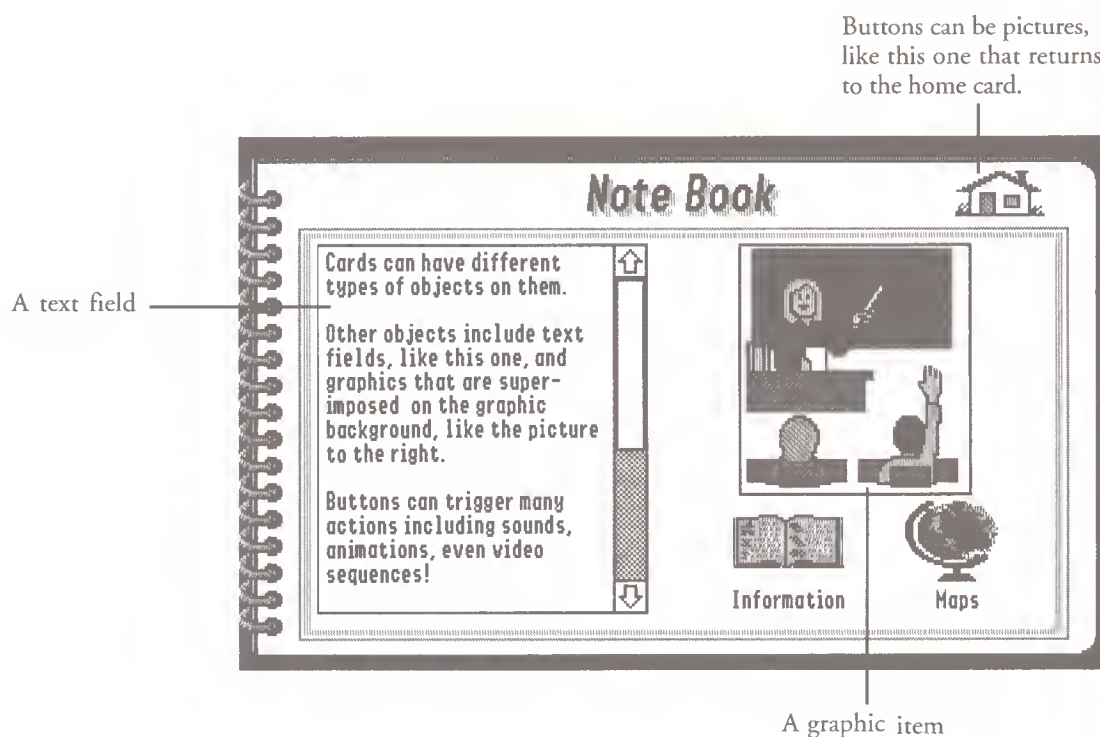 Buttons can be pictures,
like this one that returns
to the home card.
Note Book
A text field
Cards can have different
types of objects on them.
Other objects include text
fields, like this one, and
graphics that are super-
imposed on the graphic
background, like the picture
to the right.
Buttons can trigger many
actions including sounds,
animations, even video
sequences!
Information
Maps
A graphic item